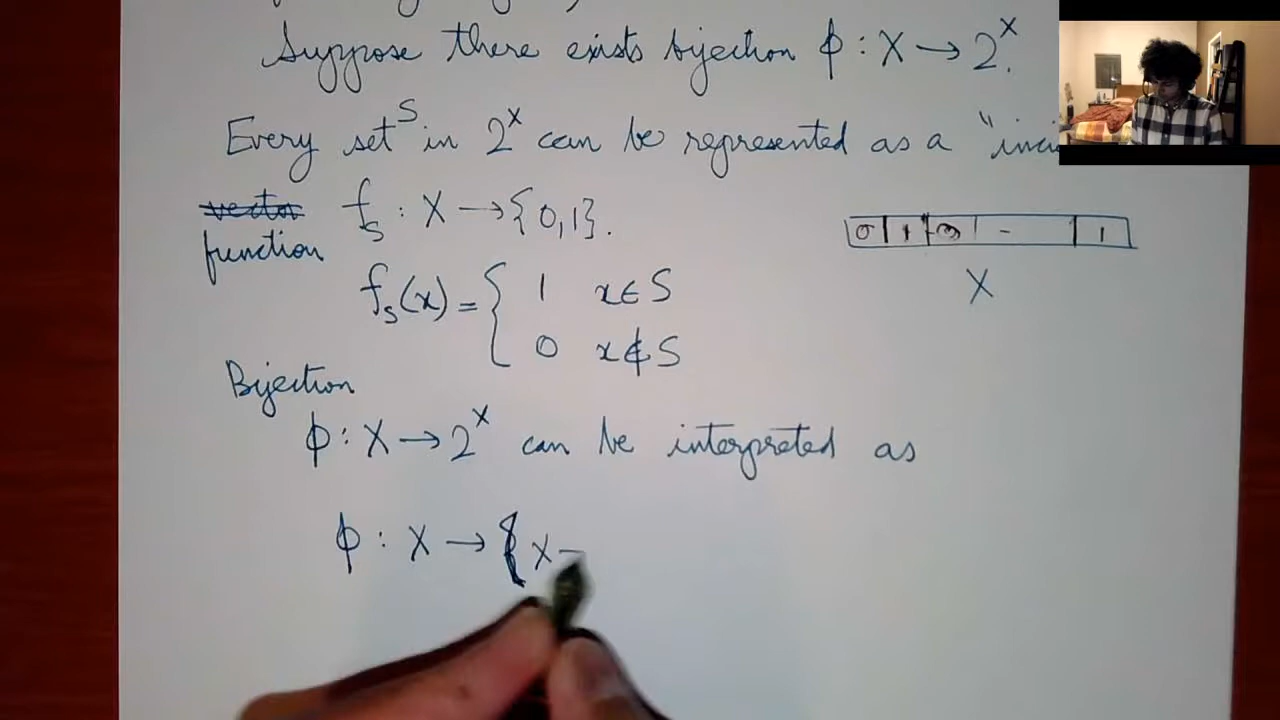 Suppose there exists bijection ϕ : X → 2^X.
Every set S in 2^X can be represented as a "
vector f_S : X → {0,1}.
function
0 1 0 - 1
X
f_S(x) = { 1 x ∈ S
0 x ∉ S
Bijection
ϕ : X → 2^X can be interpreted as
ϕ : X → { X -